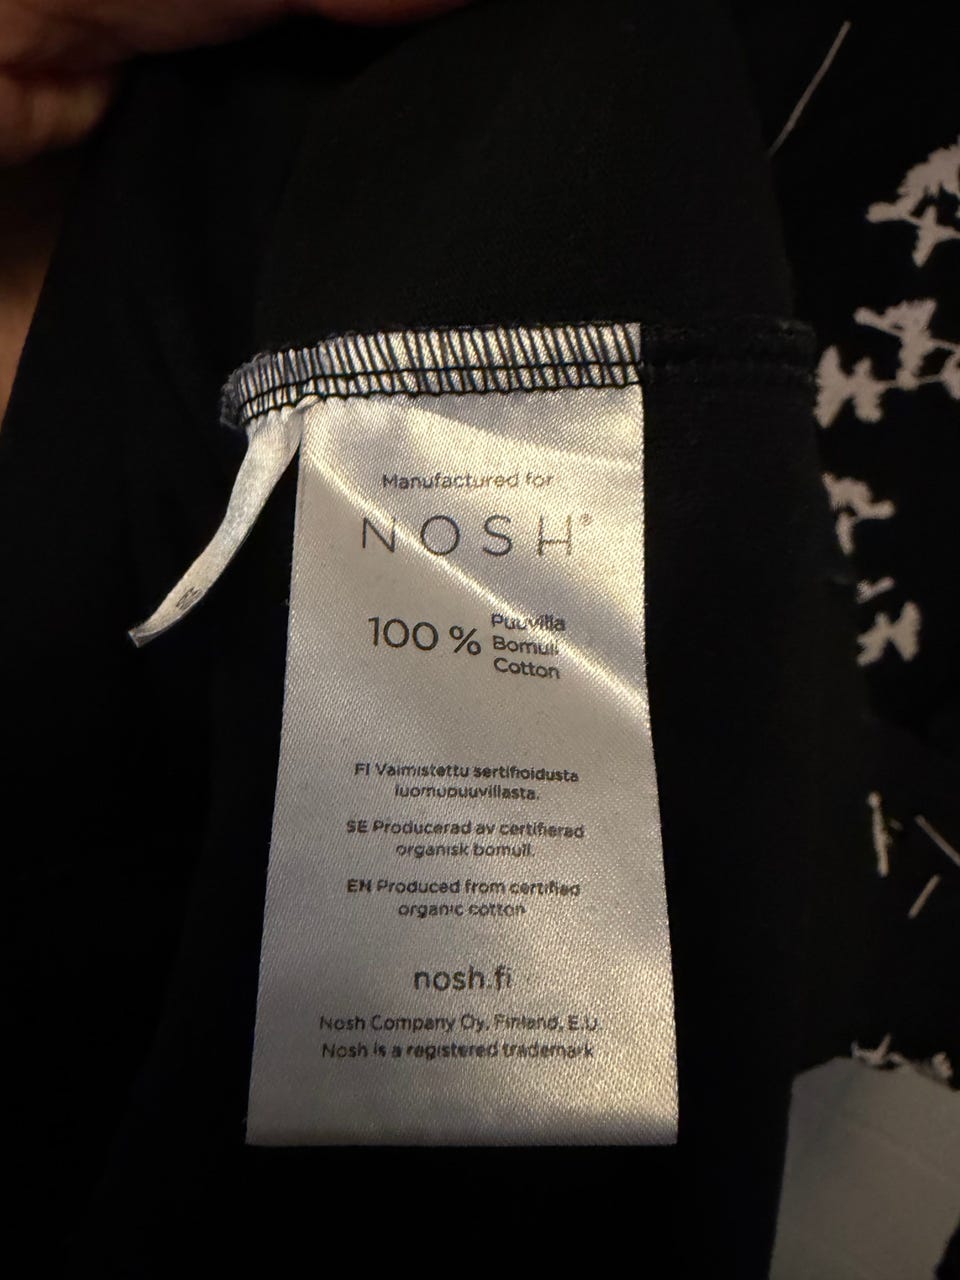 Manufactured for
NOSH®
100 % Puuvilla
Bomull
Cotton
FI Valmistettu sertifioidusta
luomupuuvillasta.
SE Producerad av certifierad
organisk bomull.
EN Produced from certified
organic cotton
nosh.fi
Nosh Company Oy, Finland, E.U.
Nosh is a registered trademark